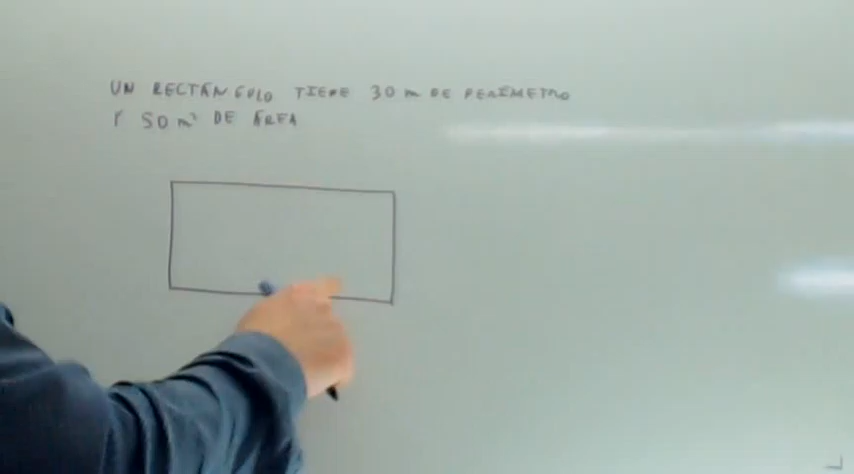 UN RECTÁNGULO TIENE 30 m DE PERÍMETRO
Y 50 m² DE ÁREA